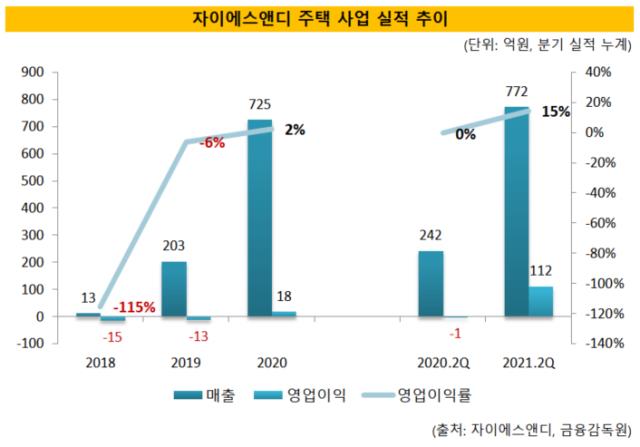 자이에스앤디 주택 사업 실적 추이
(단위: 억원, 분기 실적 누계)
900 40%
800 772 20%
725
700 2% 15% 0%
-6% 0%
600 -20%
500 -40%
400 -60%
300 -80%
242
203
200 -100%
112
100 -120%
13 -115% 18
0
-15 -13 -1
-100 -140%
2018 2019 2020 2020.2Q 2021.2Q
매출 영업이익 영업이익률
(출처: 자이에스앤디, 금융감독원)